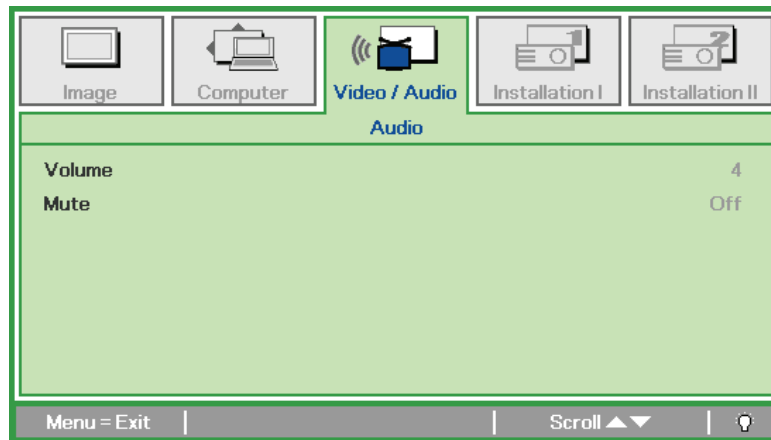 Image Computer Video / Audio Installation I Installation II
Audio
Volume 4
Mute Off
Menu = Exit Scroll